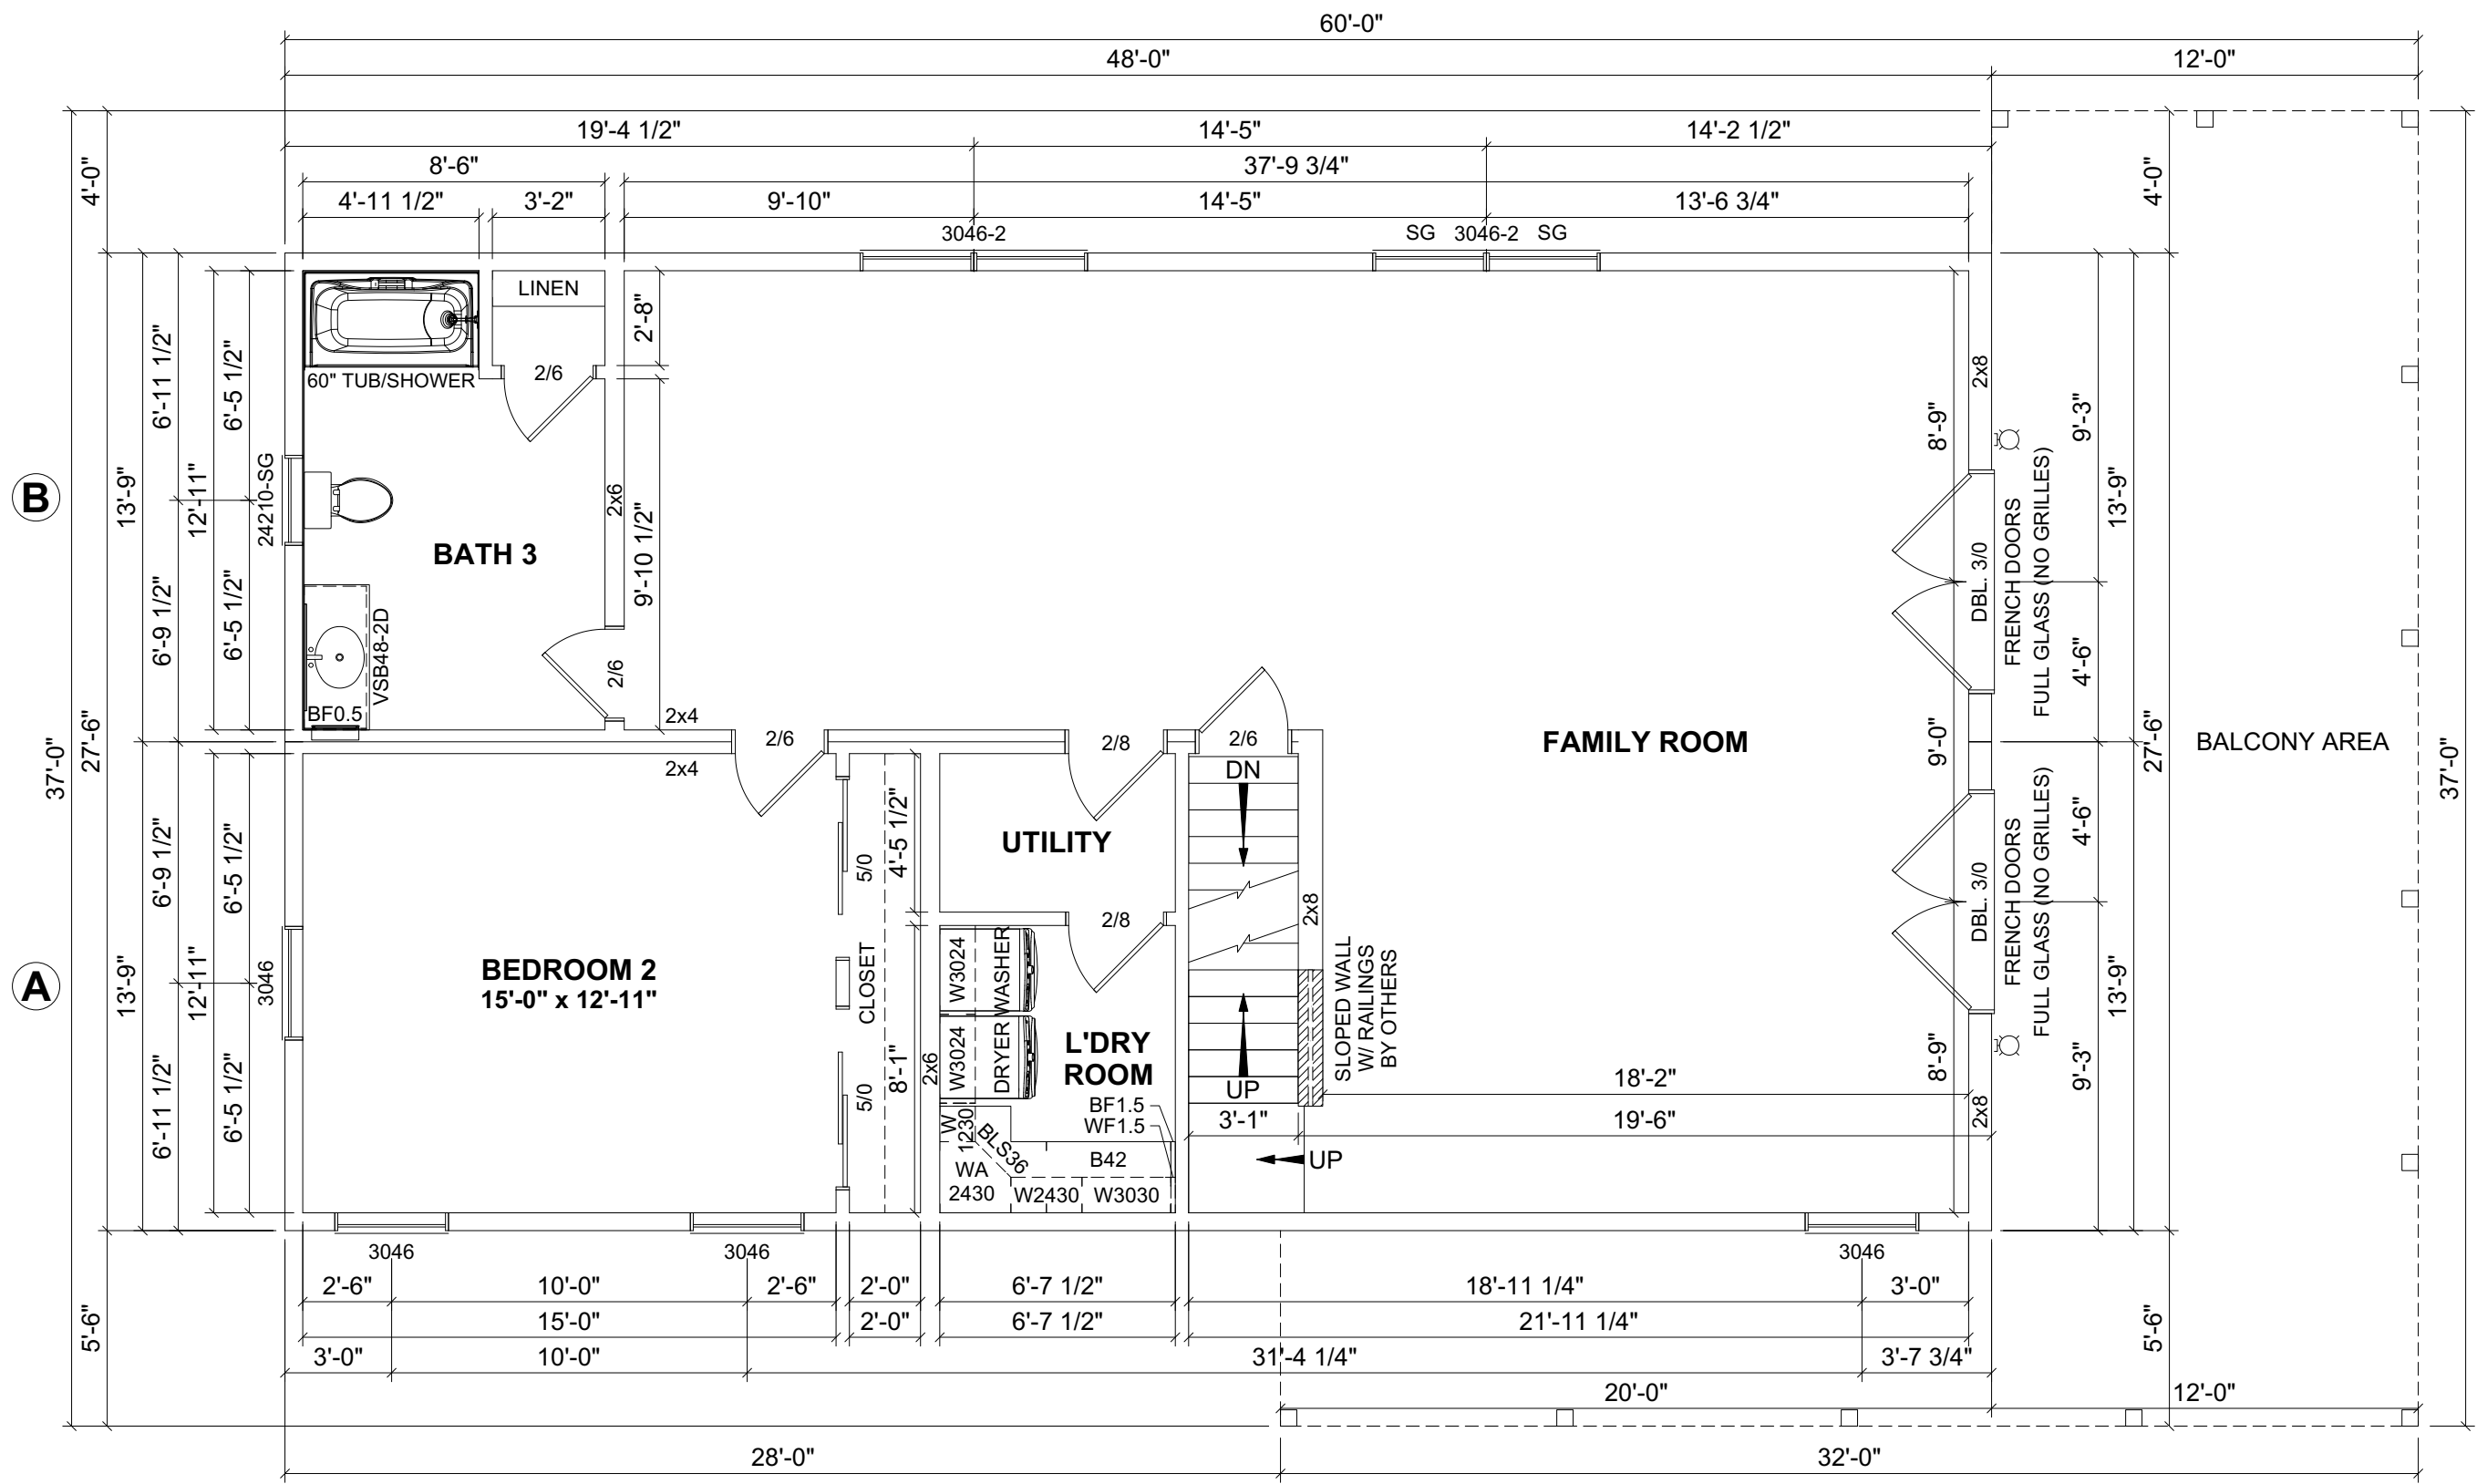 60'-0"
48'-0" 12'-0"
19'-4 1/2" 14'-5" 14'-2 1/2"
8'-6" 37'-9 3/4"
4'-11 1/2" 3'-2" 9'-10" 14'-5" 13'-6 3/4"
3046-2 SG 3046-2 SG
4'-0"
4'-0"
LINEN
2'-8"
60" TUB/SHOWER
2/6
2x8
6'-11 1/2"
6'-5 1/2"
8'-9"
9'-3"
B
13'-9"
12'-11"
24210-SG
2x6
9'-10 1/2"
BATH 3
13'-9"
DBL. 3/0
FRENCH DOORS
FULL GLASS (NO GRILLES)
6'-9 1/2"
6'-5 1/2"
VSB48-2D
BF0.5
2/6
4'-6"
37'-0"
27'-6"
2x4
2/6
2/8
2/6
2x4
DN
FAMILY ROOM
9'-0"
27'-6"
BALCONY AREA
37'-0"
6'-9 1/2"
6'-5 1/2"
5/0
4'-5 1/2"
UTILITY
2/8
2x8
4'-6"
DBL. 3/0
FRENCH DOORS
FULL GLASS (NO GRILLES)
A
13'-9"
12'-11"
3046
BEDROOM 2
15'-0" x 12'-11"
CLOSET
W3024
WASHER
W3024
DRYER
L'DRY
ROOM
SLOPED WALL
W/ RAILINGS
BY OTHERS
13'-9"
6'-11 1/2"
6'-5 1/2"
5/0
8'-1"
2x6
UP
18'-2"
8'-9"
9'-3"
BF1.5
WF1.5
3'-1"
19'-6"
2x8
W
1230
BLS36
B42
UP
WA
2430
W2430 W3030
3046 3046 3046
2'-6" 10'-0" 2'-6" 2'-0" 6'-7 1/2" 18'-11 1/4" 3'-0"
15'-0" 2'-0" 6'-7 1/2" 21'-11 1/4"
5'-6"
5'-6"
3'-0" 10'-0" 31'-4 1/4" 3'-7 3/4"
20'-0" 12'-0"
28'-0" 32'-0"